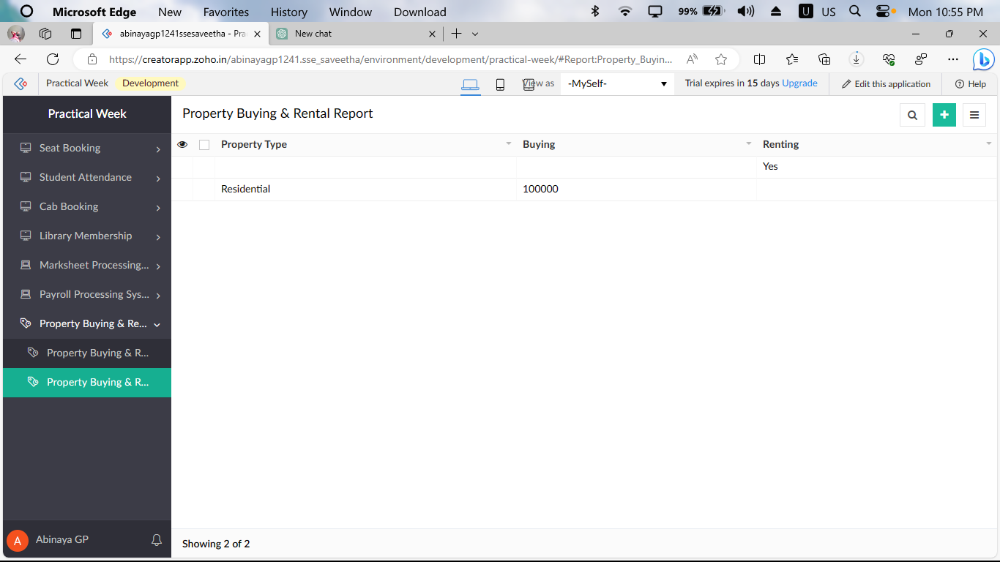 Microsoft Edge New Favorites History Window Download 99% U US Mon 10:55 PM
abinayagp1241ssesaveetha - Pra New chat
https://creatorapp.zoho.in/abinayagp1241.sse_saveetha/environment/development/practical-week/#Report:Property_Buyin...
Practical Week Development View as -MySelf- Trial expires in 15 days Upgrade Edit this application Help
Practical Week
Property Buying & Rental Report
Property Type Buying Renting
Seat Booking
Yes
Student Attendance
Residential 100000
Cab Booking
Library Membership
Marksheet Processing...
Payroll Processing Sys...
Property Buying & Re...
Property Buying & R...
Property Buying & R...
A Abinaya GP
Showing 2 of 2